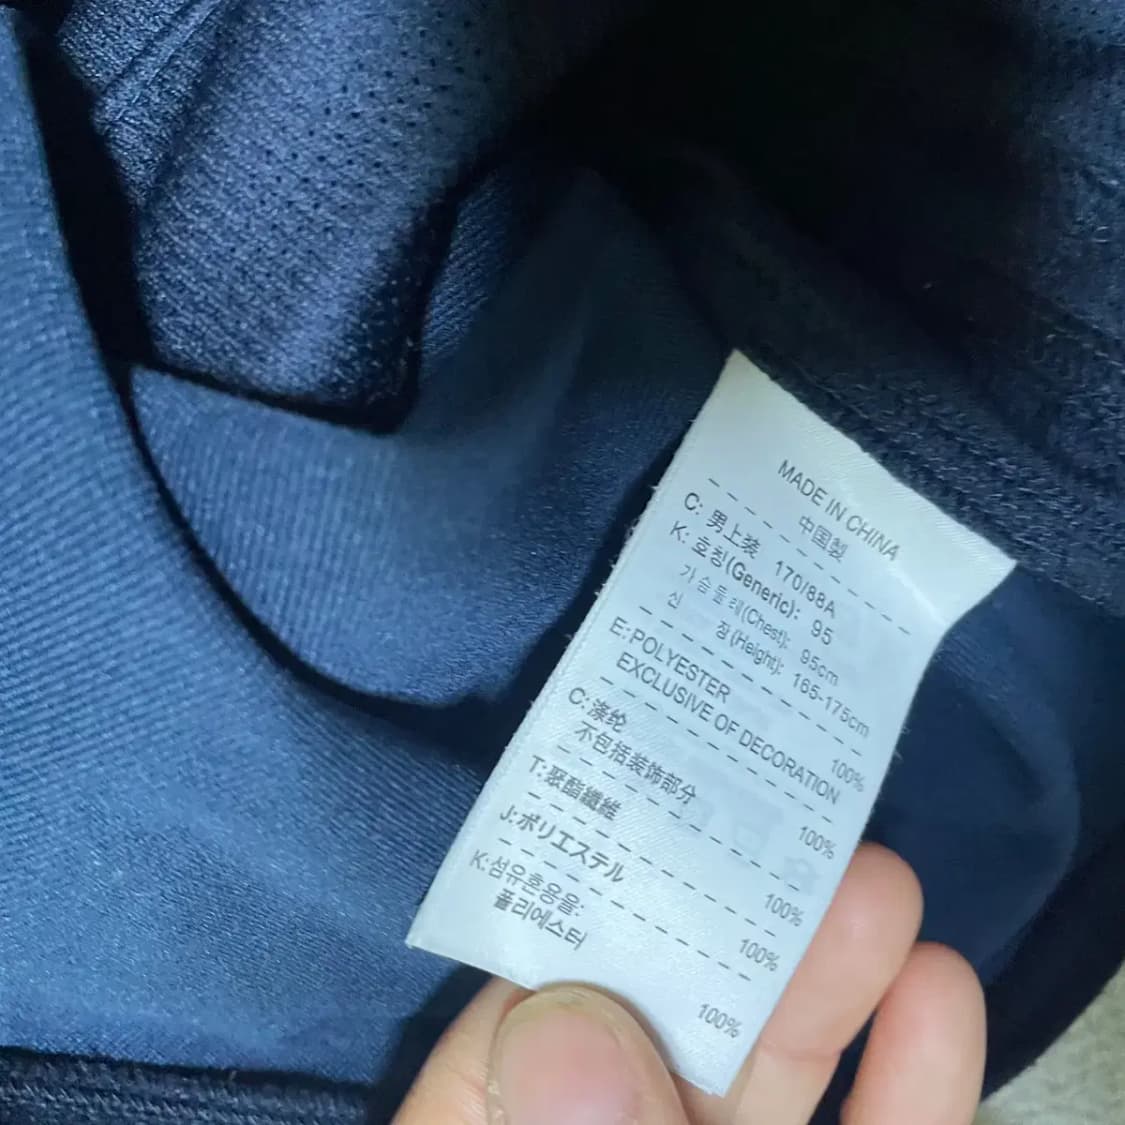 MADE IN CHINA
中国製
C: 男上装 170/88A
K: 호칭(Generic): 95
가슴둘레(Chest): 95cm
신 장(Height): 165-175cm
E: POLYESTER 100%
EXCLUSIVE OF DECORATION
C: 涤纶 100%
不包括装饰部分
T: 聚酯纖維 100%
J: ポリエステル 100%
K: 섬유혼용율:
폴리에스터 100%